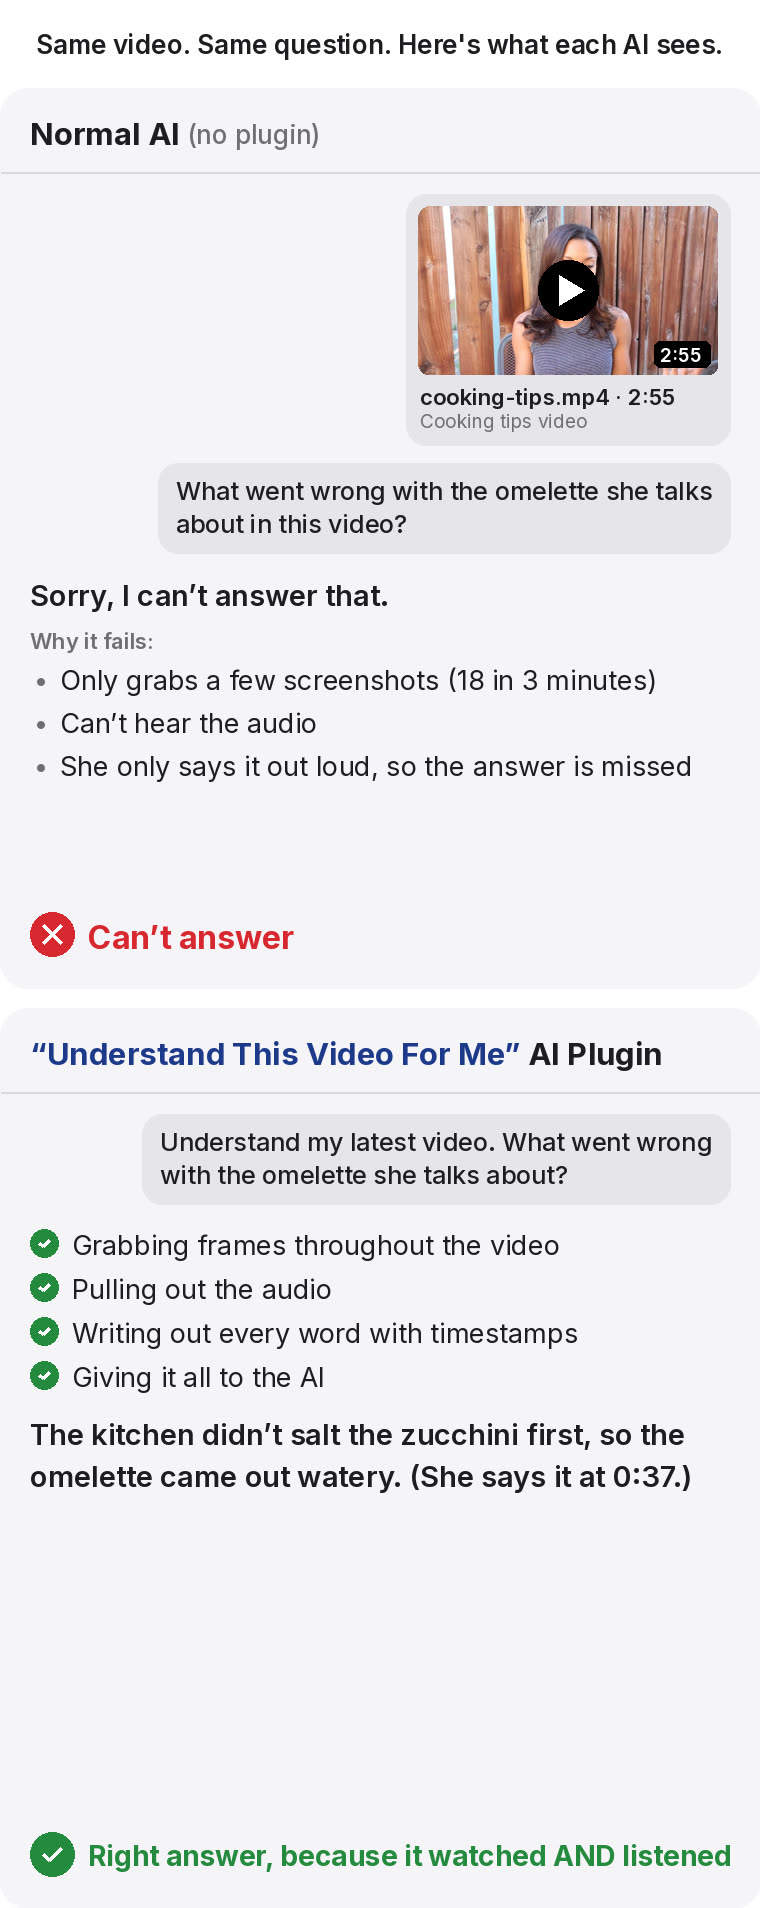 Same video. Same question. Here's what each AI sees.
Normal AI (no plugin)
2:55
cooking-tips.mp4 · 2:55
Cooking tips video
What went wrong with the omelette she talks
about in this video?
Sorry, I can’t answer that.
Why it fails:
• Only grabs a few screenshots (18 in 3 minutes)
• Can’t hear the audio
• She only says it out loud, so the answer is missed
Can’t answer
“Understand This Video For Me” AI Plugin
Understand my latest video. What went wrong
with the omelette she talks about?
Grabbing frames throughout the video
Pulling out the audio
Writing out every word with timestamps
Giving it all to the AI
The kitchen didn’t salt the zucchini first, so the
omelette came out watery. (She says it at 0:37.)
Right answer, because it watched AND listened